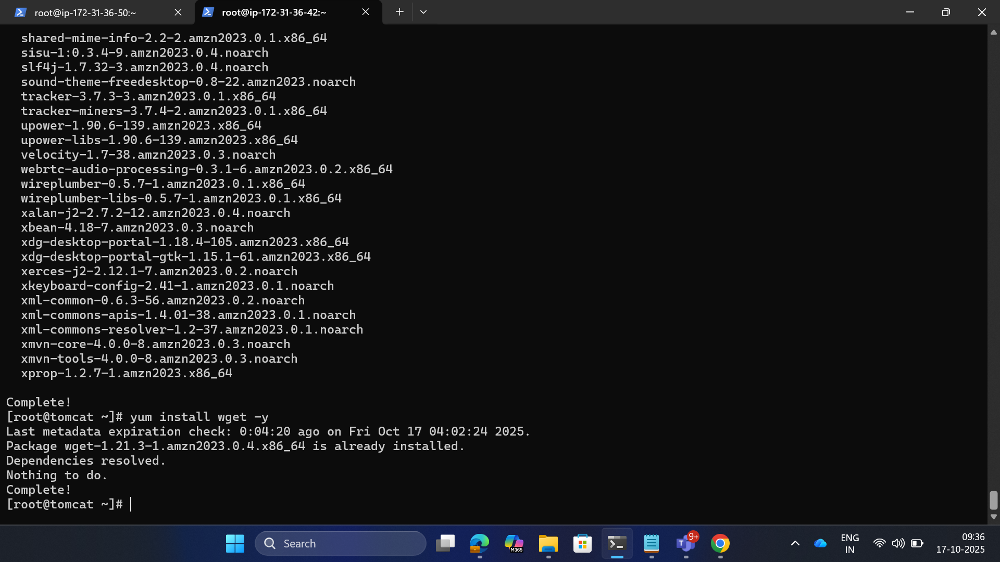 root@ip-172-31-36-50:~
root@ip-172-31-36-42:~
shared-mime-info-2.2-2.amzn2023.0.1.x86_64
sisu-1:0.3.4-9.amzn2023.0.4.noarch
slf4j-1.7.32-3.amzn2023.0.4.noarch
sound-theme-freedesktop-0.8-22.amzn2023.noarch
tracker-3.7.3-3.amzn2023.0.1.x86_64
tracker-miners-3.7.4-2.amzn2023.0.1.x86_64
upower-1.90.6-139.amzn2023.x86_64
upower-libs-1.90.6-139.amzn2023.x86_64
velocity-1.7-38.amzn2023.0.3.noarch
webrtc-audio-processing-0.3.1-6.amzn2023.0.2.x86_64
wireplumber-0.5.7-1.amzn2023.0.1.x86_64
wireplumber-libs-0.5.7-1.amzn2023.0.1.x86_64
xalan-j2-2.7.2-12.amzn2023.0.4.noarch
xbean-4.18-7.amzn2023.0.3.noarch
xdg-desktop-portal-1.18.4-105.amzn2023.x86_64
xdg-desktop-portal-gtk-1.15.1-61.amzn2023.x86_64
xerces-j2-2.12.1-7.amzn2023.0.2.noarch
xkeyboard-config-2.41-1.amzn2023.0.1.noarch
xml-common-0.6.3-56.amzn2023.0.2.noarch
xml-commons-apis-1.4.01-38.amzn2023.0.1.noarch
xml-commons-resolver-1.2-37.amzn2023.0.1.noarch
xmvn-core-4.0.0-8.amzn2023.0.3.noarch
xmvn-tools-4.0.0-8.amzn2023.0.3.noarch
xprop-1.2.7-1.amzn2023.x86_64
Complete!
[root@tomcat ~]# yum install wget -y
Last metadata expiration check: 0:04:20 ago on Fri Oct 17 04:02:24 2025.
Package wget-1.21.3-1.amzn2023.0.4.x86_64 is already installed.
Dependencies resolved.
Nothing to do.
Complete!
[root@tomcat ~]#
Search
M365
T
9+
ENG
IN
09:36
17-10-2025